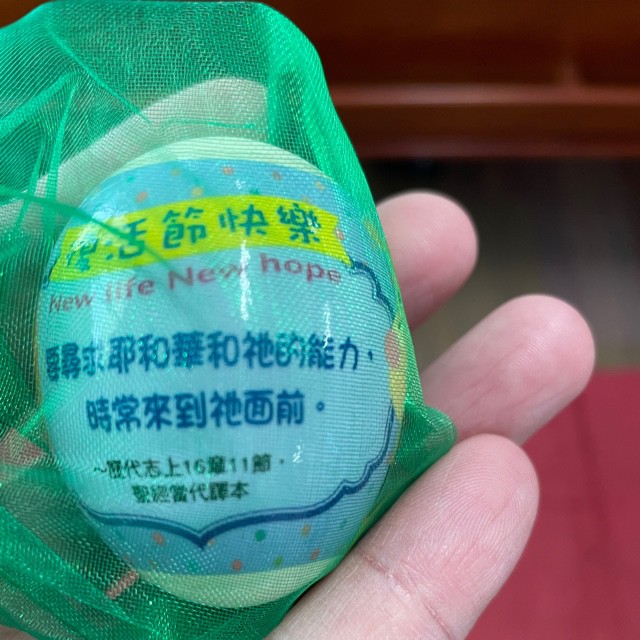 復活節快樂
New life New hope
要尋求耶和華和祂的能力，
時常來到祂面前。
~歷代志上16章11節，
聖經當代譯本